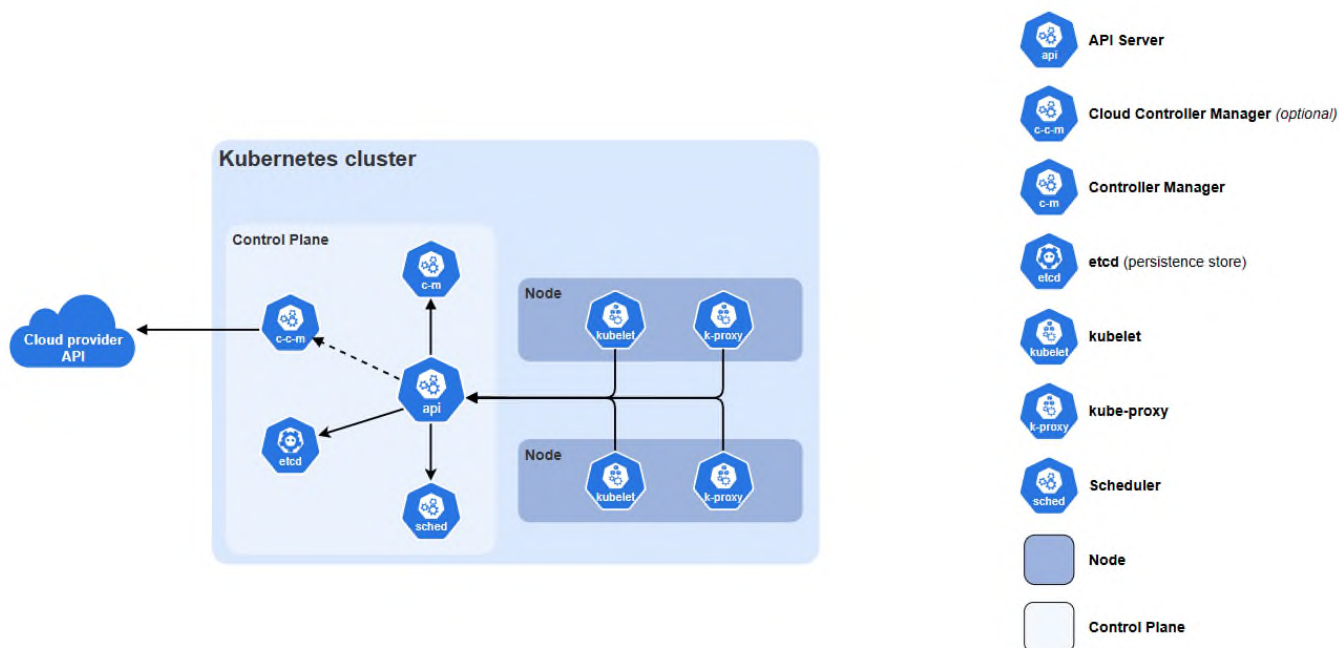 Kubernetes cluster
Control Plane
c-m
c-c-m
api
etcd
sched
Cloud provider
API
Node
kubelet
k-proxy
Node
kubelet
k-proxy
api
API Server
c-c-m
Cloud Controller Manager (optional)
c-m
Controller Manager
etcd
etcd (persistence store)
kubelet
kubelet
k-proxy
kube-proxy
sched
Scheduler
Node
Control Plane